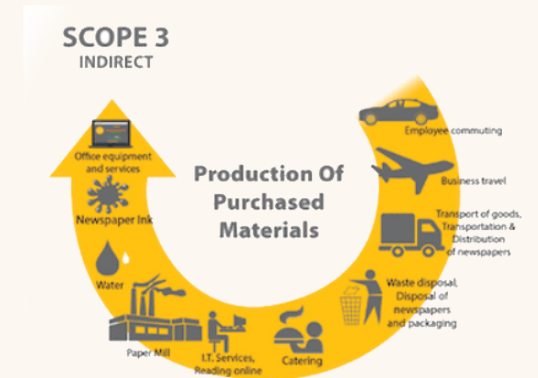 SCOPE 3
INDIRECT
Employee commuting
Office equipment
and services
Production Of
Purchased
Materials
Business travel
Newspaper Ink
Transport of goods,
Transportation &
Distribution
of newspapers
Water
Waste disposal,
Disposal of
newspapers
and packaging
Paper Mill
I.T. Services,
Reading online
Catering